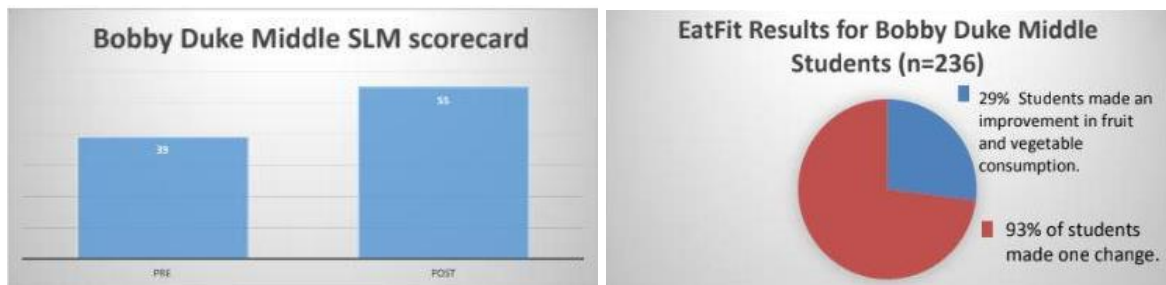 Bobby Duke Middle SLM scorecard
39
55
PRE
POST
EatFit Results for Bobby Duke Middle
Students (n=236)
29% Students made an
improvement in fruit
and vegetable
consumption.
93% of students
made one change.